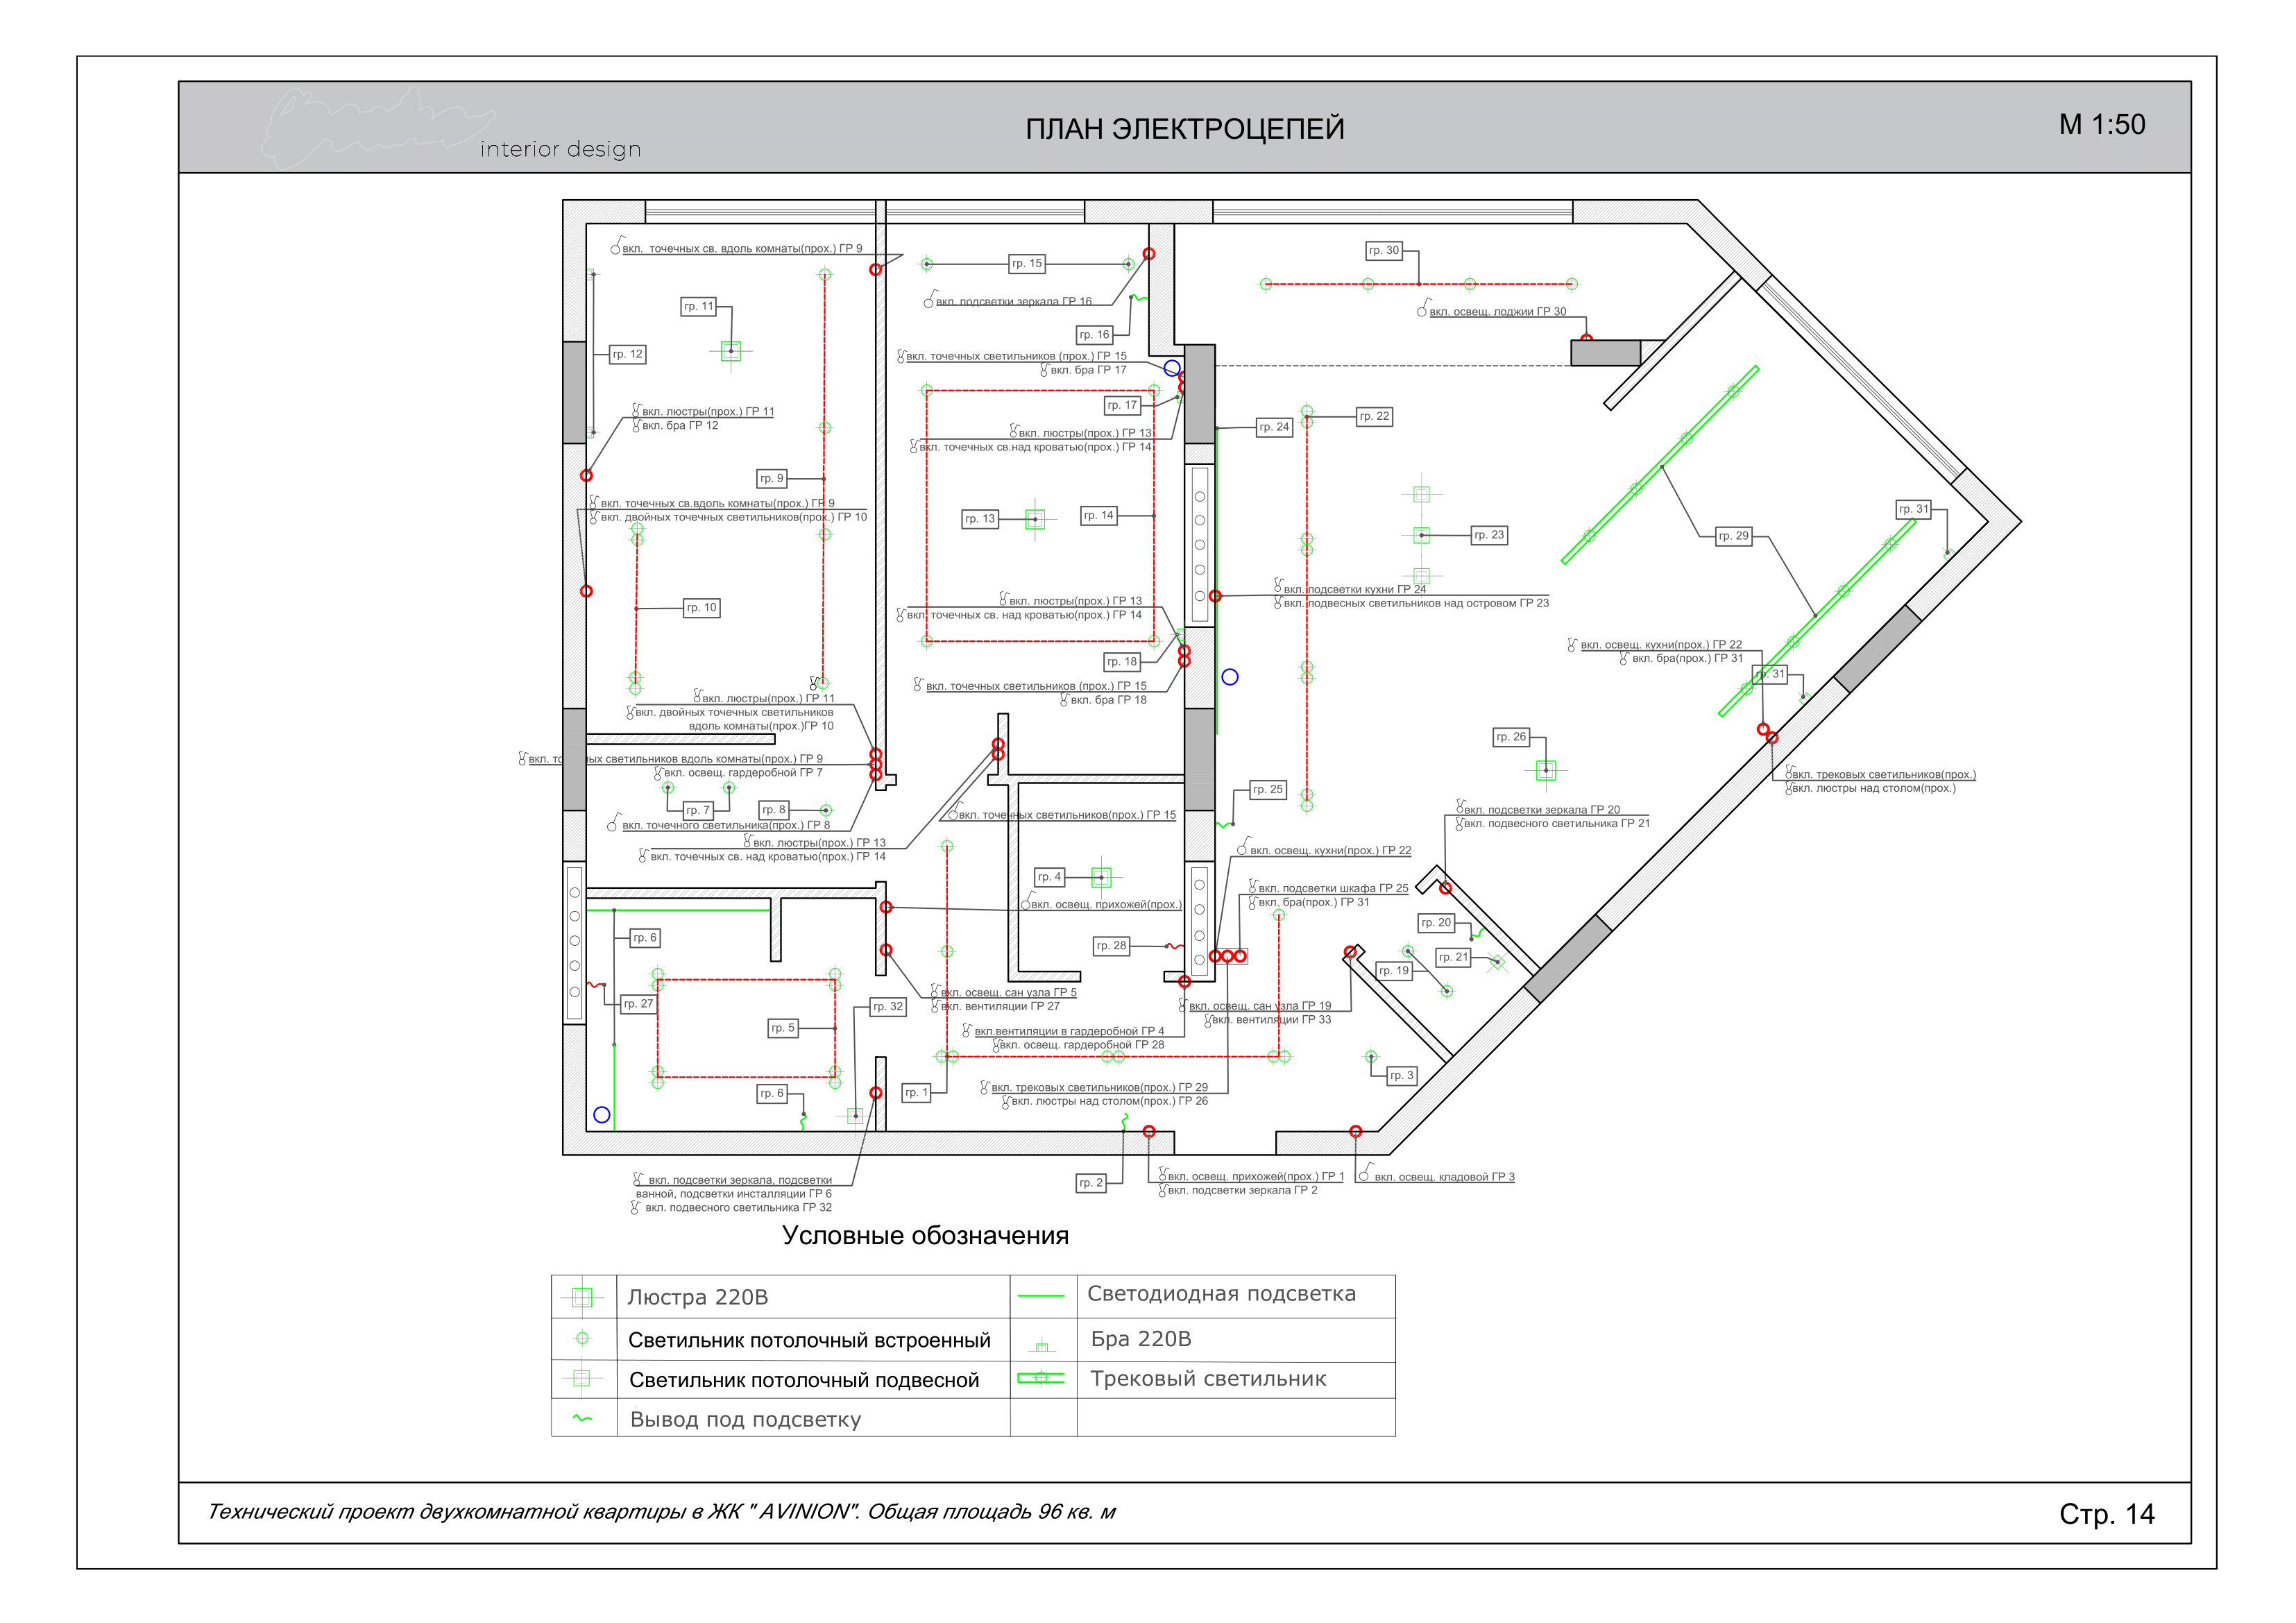 interior design
ПЛАН ЭЛЕКТРОЦЕПЕЙ
М 1:50
вкл. точечных св. вдоль комнаты(прох.) ГР 9
гр. 15
гр. 30
вкл. подсветки зеркала ГР 16
гр. 11
вкл. освещ. лоджии ГР 30
гр. 16
гр. 12
вкл. точечных светильников (прох.) ГР 15
вкл. бра ГР 17
гр. 17
вкл. люстры(прох.) ГР 11
вкл. бра ГР 12
гр. 22
гр. 24
вкл. люстры(прох.) ГР 13
вкл. точечных св.над кроватью(прох.) ГР 14
гр. 9
вкл. точечных св.вдоль комнаты(прох.) ГР 9
вкл. двойных точечных светильников(прох.) ГР 10
гр. 13
гр. 14
гр. 31
гр. 23
гр. 29
вкл. подсветки кухни ГР 24
вкл. подвесных светильников над островом ГР 23
гр. 10
вкл. люстры(прох.) ГР 13
вкл. точечных св. над кроватью(прох.) ГР 14
вкл. освещ. кухни(прох.) ГР 22
вкл. бра(прох.) ГР 31
гр. 18
гр. 31
вкл. точечных светильников (прох.) ГР 15
вкл. бра ГР 18
вкл. люстры(прох.) ГР 11
вкл. двойных точечных светильников
вдоль комнаты(прох.)ГР 10
гр. 26
вкл. точечных светильников вдоль комнаты(прох.) ГР 9
вкл. освещ. гардеробной ГР 7
вкл. трековых светильников(прох.)
вкл. люстры над столом(прох.)
гр. 25
гр. 7
гр. 8
вкл. точечного светильника(прох.) ГР 8
вкл. точечных светильников(прох.) ГР 15
вкл. подсветки зеркала ГР 20
вкл. подвесного светильника ГР 21
вкл. люстры(прох.) ГР 13
вкл. точечных св. над кроватью(прох.) ГР 14
вкл. освещ. кухни(прох.) ГР 22
гр. 4
вкл. подсветки шкафа ГР 25
вкл. бра(прох.) ГР 31
вкл. освещ. прихожей(прох.)
гр. 20
гр. 6
гр. 28
гр. 21
гр. 19
вкл. освещ. сан узла ГР 5
вкл. вентиляции ГР 27
гр. 27
гр. 32
вкл. освещ. сан узла ГР 19
вкл. вентиляции ГР 33
гр. 5
вкл.вентиляции в гардеробной ГР 4
вкл. освещ. гардеробной ГР 28
гр. 3
гр. 6
гр. 1
вкл. трековых светильников(прох.) ГР 29
вкл. люстры над столом(прох.) ГР 26
вкл. подсветки зеркала, подсветки
ванной, подсветки инсталляции ГР 6
вкл. подвесного светильника ГР 32
гр. 2
вкл. освещ. прихожей(прох.) ГР 1
вкл. подсветки зеркала ГР 2
вкл. освещ. кладовой ГР 3
Условные обозначения
Люстра 220В
Светодиодная подсветка
Светильник потолочный встроенный
Бра 220В
Светильник потолочный подвесной
Трековый светильник
Вывод под подсветку
Технический проект двухкомнатной квартиры в ЖК " AVINION". Общая площадь 96 кв. м
Стр. 14